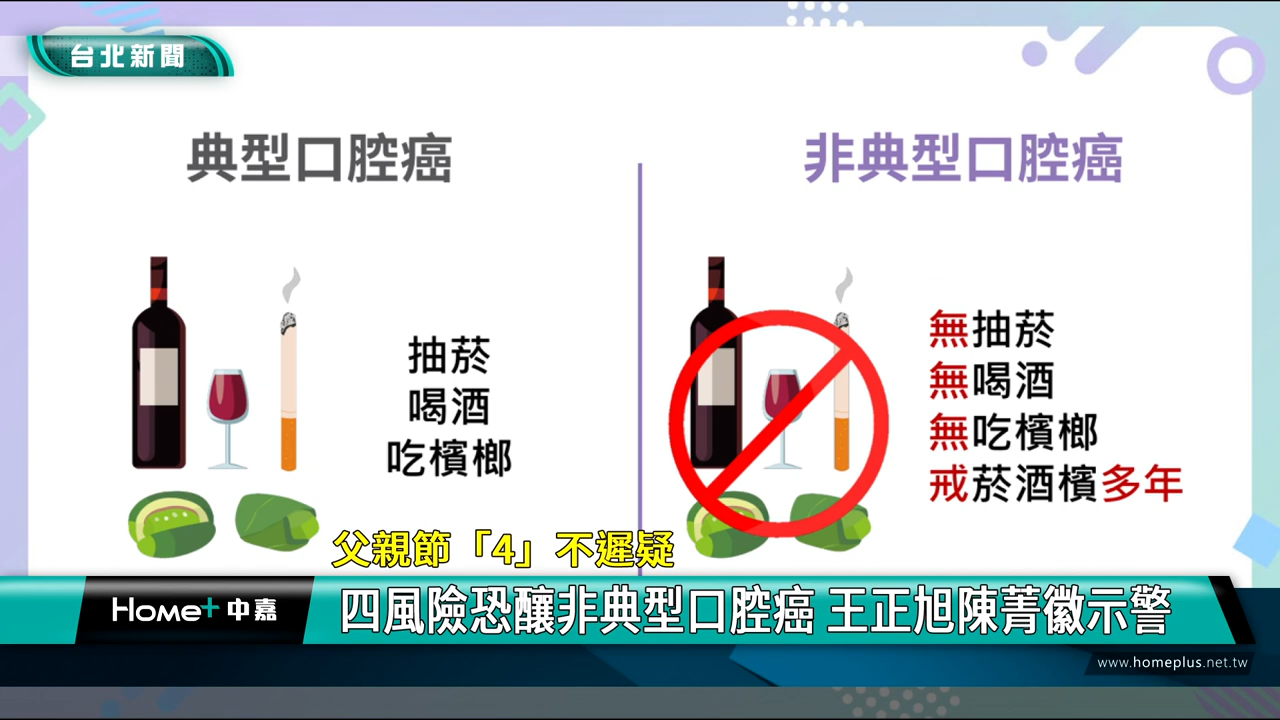 台北新聞
典型口腔癌
抽菸
喝酒
吃檳榔
非典型口腔癌
無抽菸
無喝酒
無吃檳榔
戒菸酒檳多年
父親節「4」不遲疑
Home+中嘉
四風險恐釀非典型口腔癌 王正旭陳菁徽示警
www.homeplus.net.tw